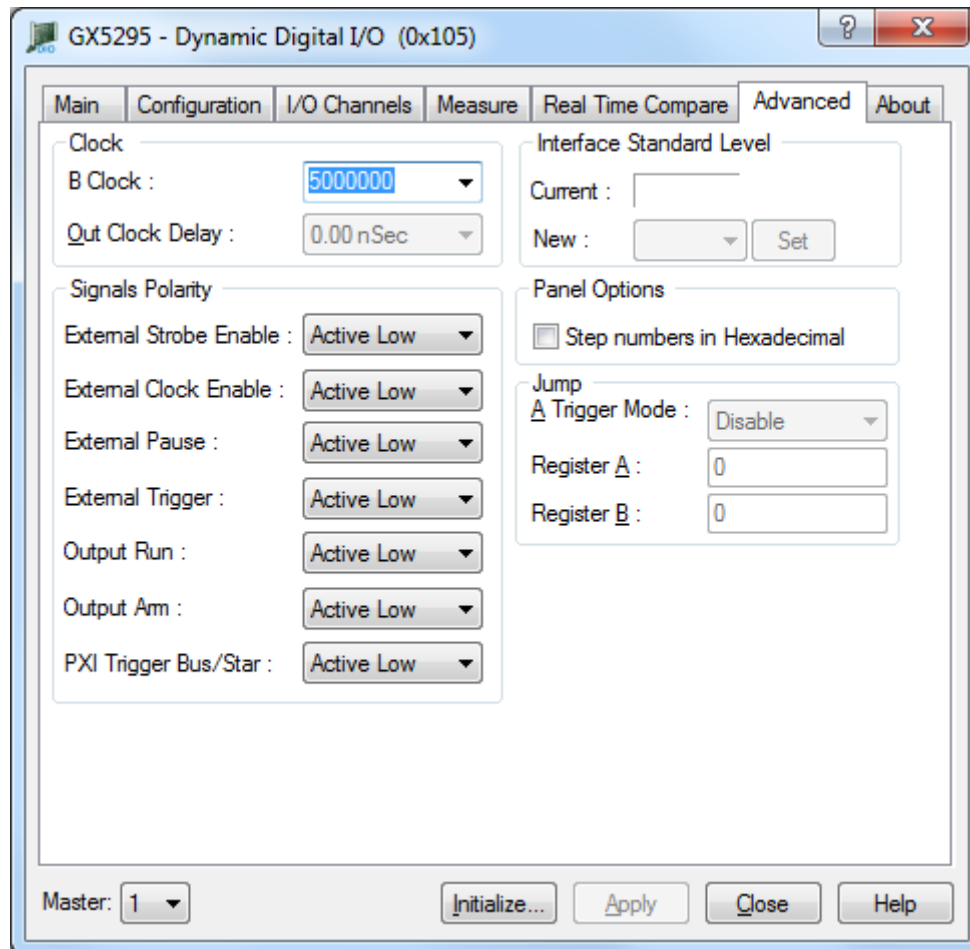 GX5295 - Dynamic Digital I/O (0x105)
Main Configuration I/O Channels Measure Real Time Compare Advanced About
Clock
B Clock : 5000000
Out Clock Delay : 0.00 nSec
Interface Standard Level
Current :
New : Set
Signals Polarity
External Strobe Enable : Active Low
External Clock Enable : Active Low
External Pause : Active Low
External Trigger : Active Low
Output Run : Active Low
Output Arm : Active Low
PXI Trigger Bus/Star : Active Low
Panel Options
Step numbers in Hexadecimal
Jump
A Trigger Mode : Disable
Register A : 0
Register B : 0
Master: 1 Initialize... Apply Close Help